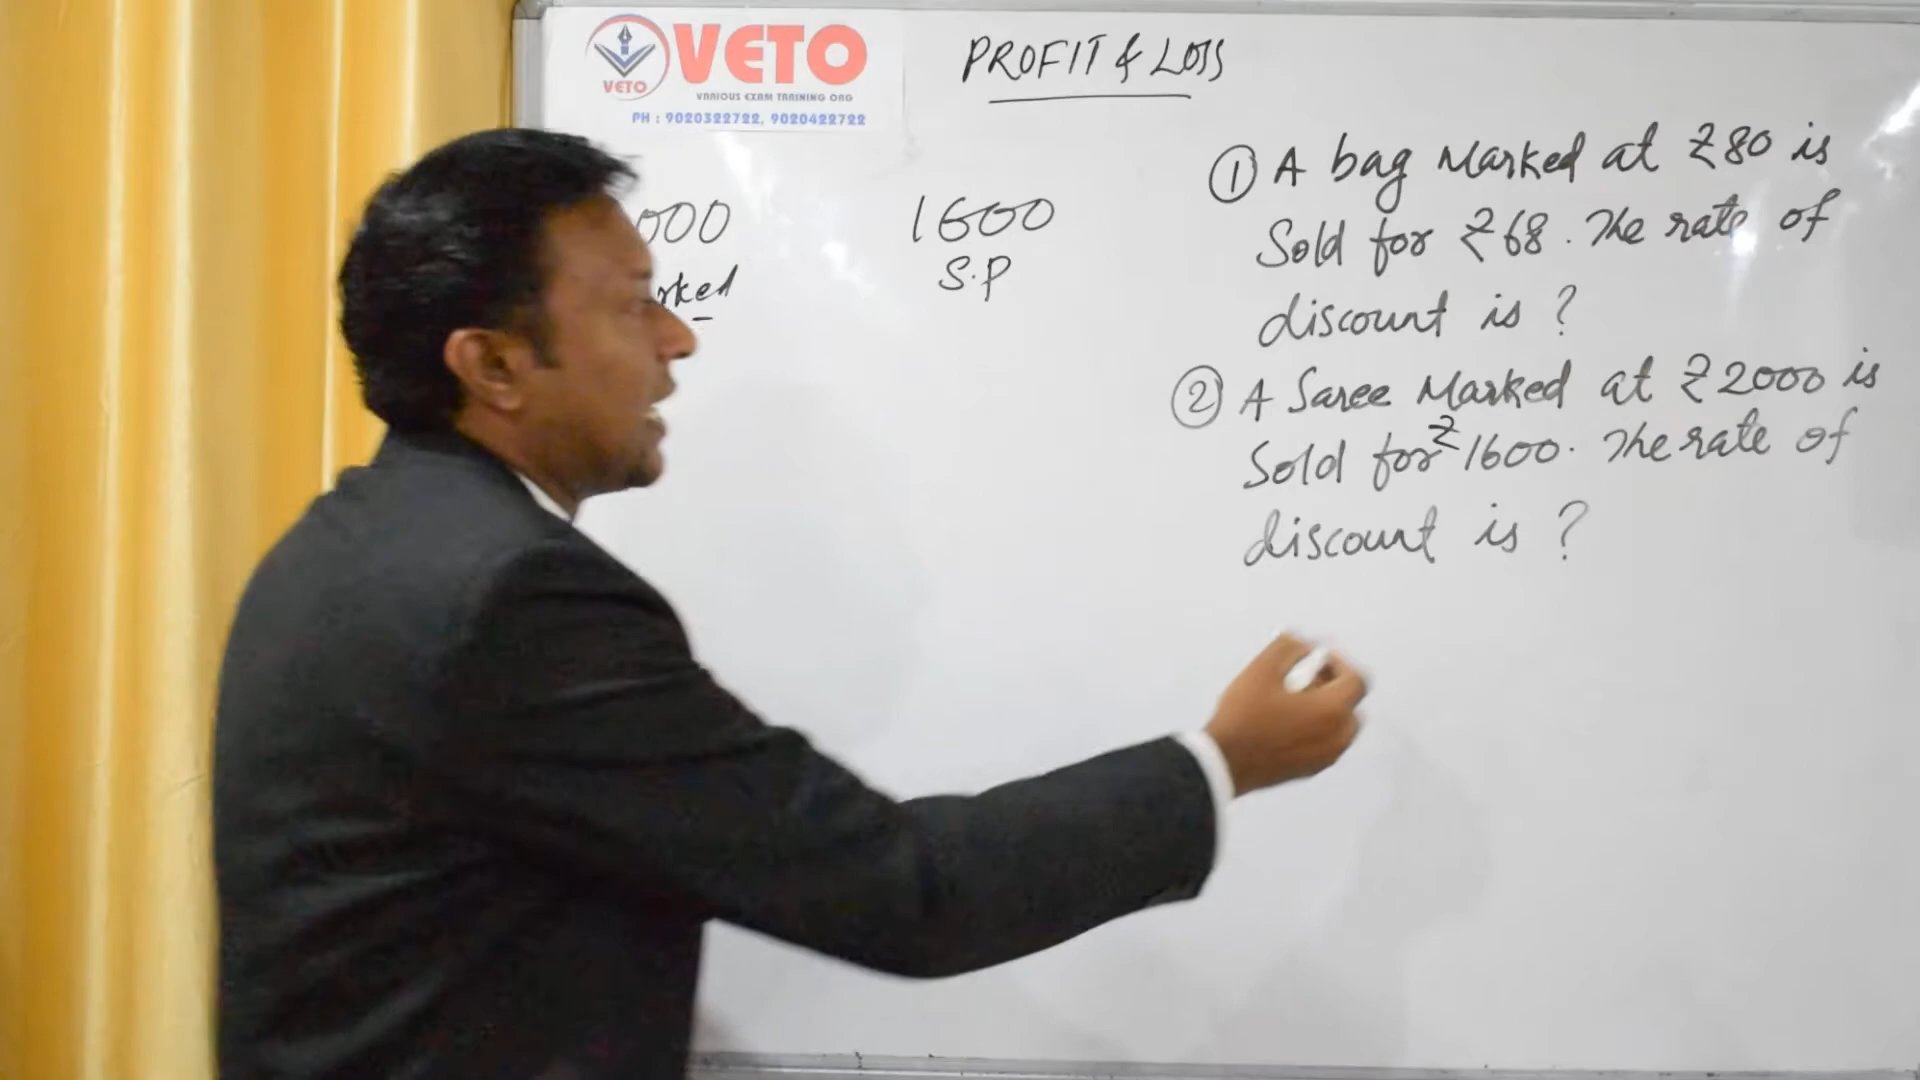 VETO
VETO
VARIOUS EXAM TRAINING ORG
PH : 9020322722, 9020422722
PROFIT & LOSS
000
rked
1600
S.P
① A bag Marked at ₹80 is
Sold for ₹68. The rate of
discount is ?
② A Saree Marked at ₹2000 is
Sold for ₹1600. The rate of
discount is ?